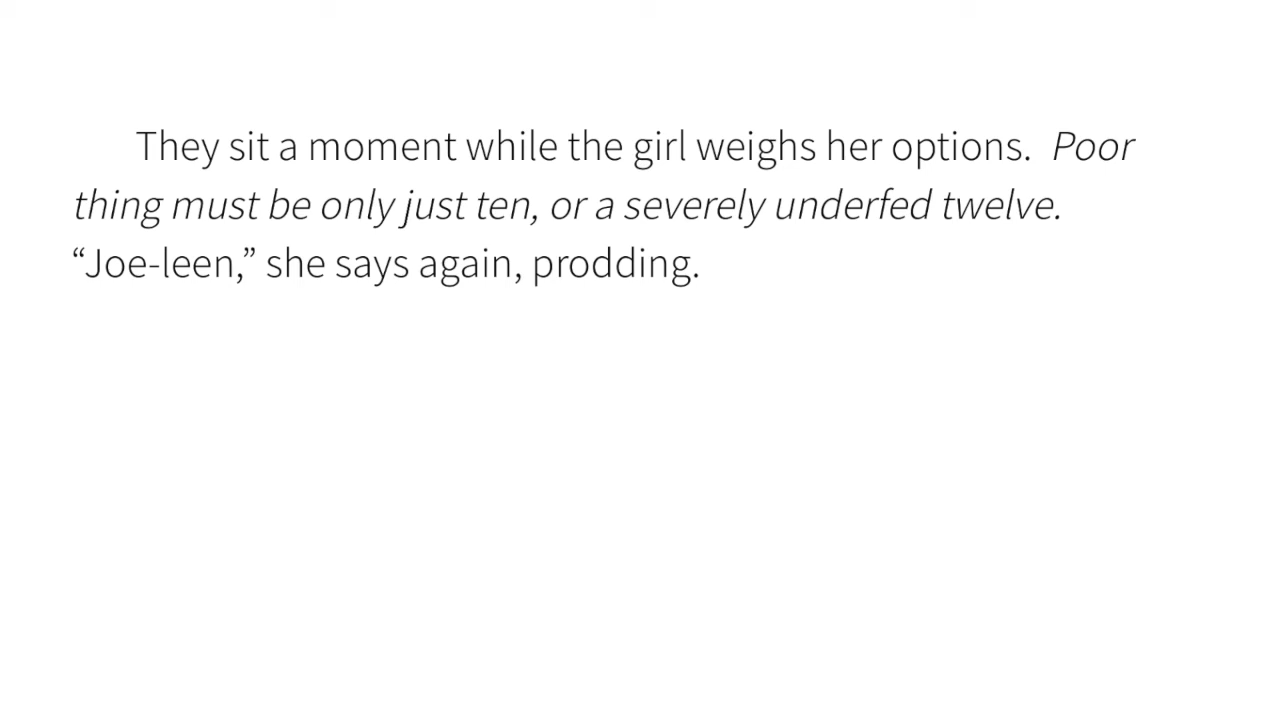 They sit a moment while the girl weighs her options.  Poor
thing must be only just ten, or a severely underfed twelve.
“Joe-leen,” she says again, prodding.